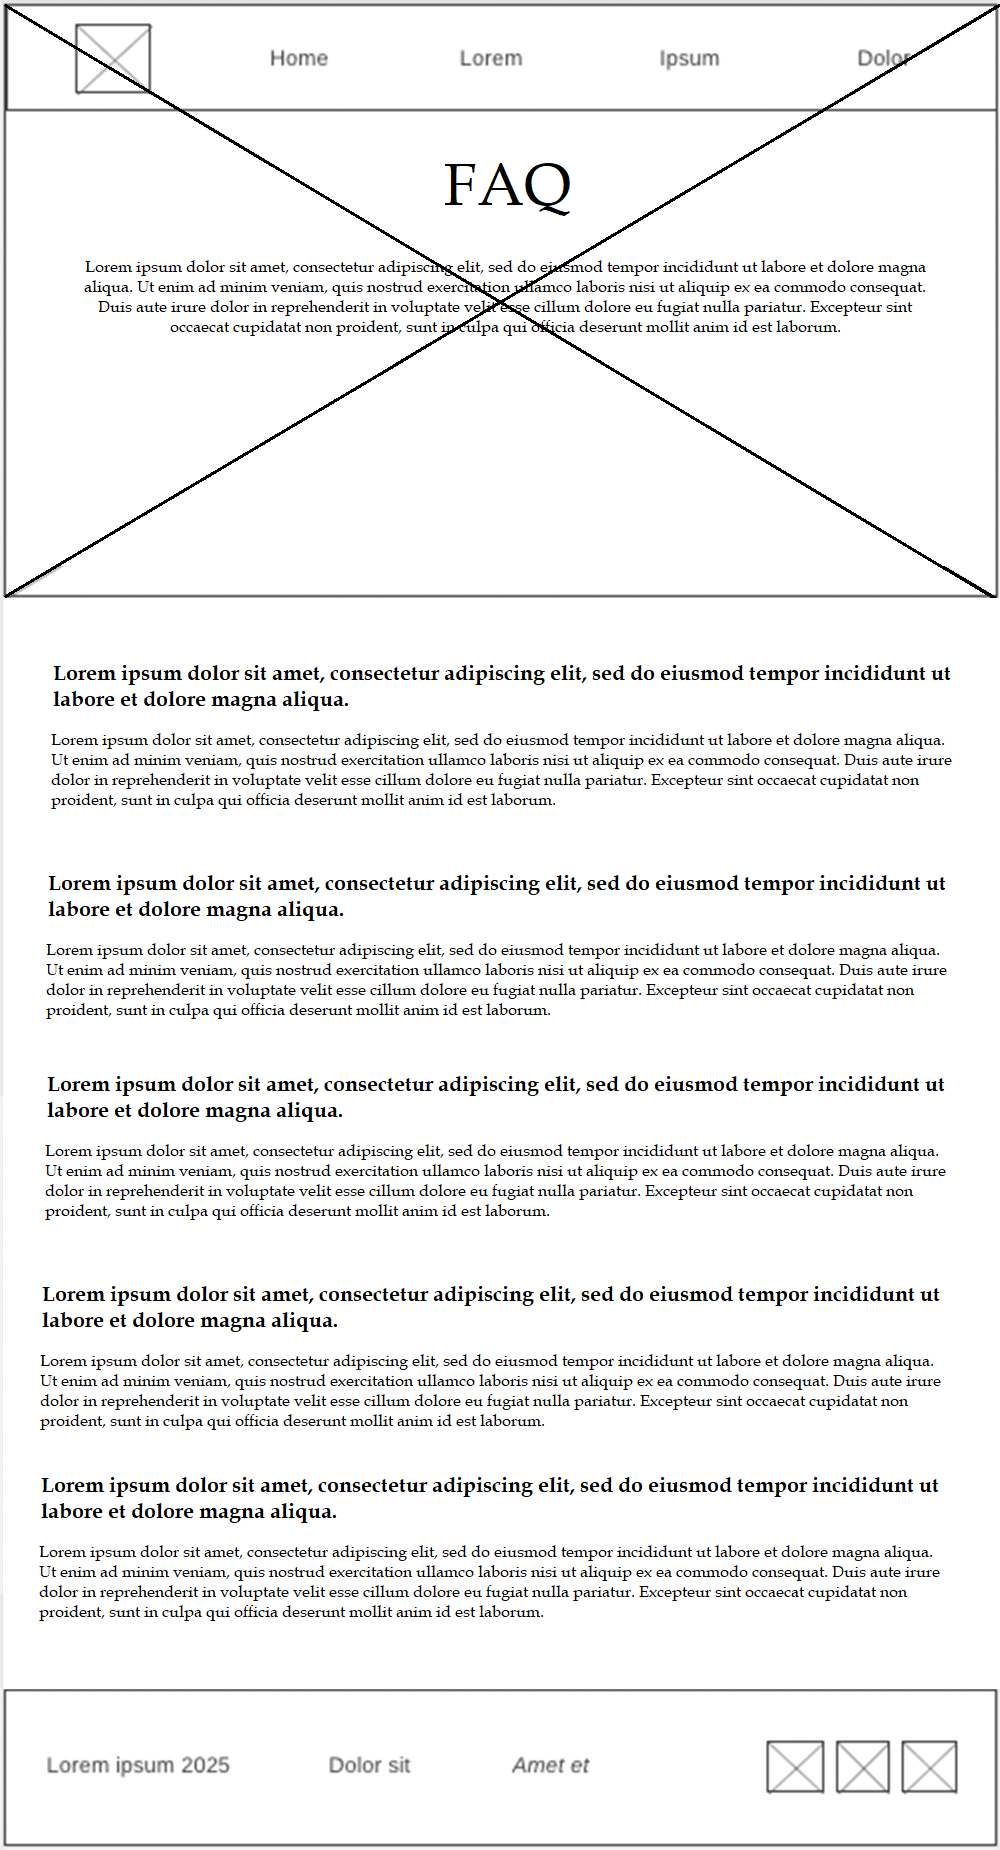 Home Lorem Ipsum Dolor
FAQ
Lorem ipsum dolor sit amet, consectetur adipiscing elit, sed do eiusmod tempor incididunt ut labore et dolore magna
aliqua. Ut enim ad minim veniam, quis nostrud exercitation ullamco laboris nisi ut aliquip ex ea commodo consequat.
Duis aute irure dolor in reprehenderit in voluptate velit esse cillum dolore eu fugiat nulla pariatur. Excepteur sint
occaecat cupidatat non proident, sunt in culpa qui officia deserunt mollit anim id est laborum.
Lorem ipsum dolor sit amet, consectetur adipiscing elit, sed do eiusmod tempor incididunt ut
labore et dolore magna aliqua.
Lorem ipsum dolor sit amet, consectetur adipiscing elit, sed do eiusmod tempor incididunt ut labore et dolore magna aliqua.
Ut enim ad minim veniam, quis nostrud exercitation ullamco laboris nisi ut aliquip ex ea commodo consequat. Duis aute irure
dolor in reprehenderit in voluptate velit esse cillum dolore eu fugiat nulla pariatur. Excepteur sint occaecat cupidatat non
proident, sunt in culpa qui officia deserunt mollit anim id est laborum.
Lorem ipsum dolor sit amet, consectetur adipiscing elit, sed do eiusmod tempor incididunt ut
labore et dolore magna aliqua.
Lorem ipsum dolor sit amet, consectetur adipiscing elit, sed do eiusmod tempor incididunt ut labore et dolore magna aliqua.
Ut enim ad minim veniam, quis nostrud exercitation ullamco laboris nisi ut aliquip ex ea commodo consequat. Duis aute irure
dolor in reprehenderit in voluptate velit esse cillum dolore eu fugiat nulla pariatur. Excepteur sint occaecat cupidatat non
proident, sunt in culpa qui officia deserunt mollit anim id est laborum.
Lorem ipsum dolor sit amet, consectetur adipiscing elit, sed do eiusmod tempor incididunt ut
labore et dolore magna aliqua.
Lorem ipsum dolor sit amet, consectetur adipiscing elit, sed do eiusmod tempor incididunt ut labore et dolore magna aliqua.
Ut enim ad minim veniam, quis nostrud exercitation ullamco laboris nisi ut aliquip ex ea commodo consequat. Duis aute irure
dolor in reprehenderit in voluptate velit esse cillum dolore eu fugiat nulla pariatur. Excepteur sint occaecat cupidatat non
proident, sunt in culpa qui officia deserunt mollit anim id est laborum.
Lorem ipsum dolor sit amet, consectetur adipiscing elit, sed do eiusmod tempor incididunt ut
labore et dolore magna aliqua.
Lorem ipsum dolor sit amet, consectetur adipiscing elit, sed do eiusmod tempor incididunt ut labore et dolore magna aliqua.
Ut enim ad minim veniam, quis nostrud exercitation ullamco laboris nisi ut aliquip ex ea commodo consequat. Duis aute irure
dolor in reprehenderit in voluptate velit esse cillum dolore eu fugiat nulla pariatur. Excepteur sint occaecat cupidatat non
proident, sunt in culpa qui officia deserunt mollit anim id est laborum.
Lorem ipsum dolor sit amet, consectetur adipiscing elit, sed do eiusmod tempor incididunt ut
labore et dolore magna aliqua.
Lorem ipsum dolor sit amet, consectetur adipiscing elit, sed do eiusmod tempor incididunt ut labore et dolore magna aliqua.
Ut enim ad minim veniam, quis nostrud exercitation ullamco laboris nisi ut aliquip ex ea commodo consequat. Duis aute irure
dolor in reprehenderit in voluptate velit esse cillum dolore eu fugiat nulla pariatur. Excepteur sint occaecat cupidatat non
proident, sunt in culpa qui officia deserunt mollit anim id est laborum.
Lorem ipsum 2025 Dolor sit Amet et